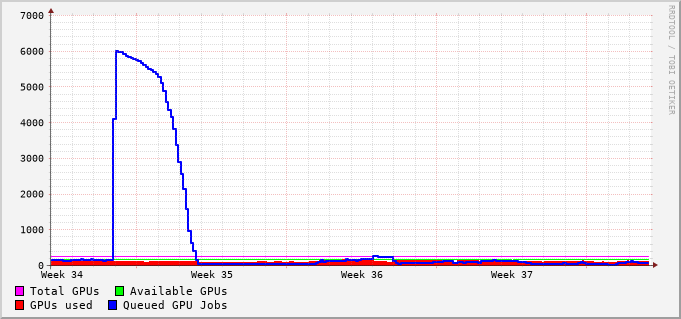 7000
6000
5000
4000
3000
2000
1000
0
Week 34 Week 35 Week 36 Week 37
Total GPUs Available GPUs
GPUs used Queued GPU Jobs
RRDTOOL / TOBI OETIKER